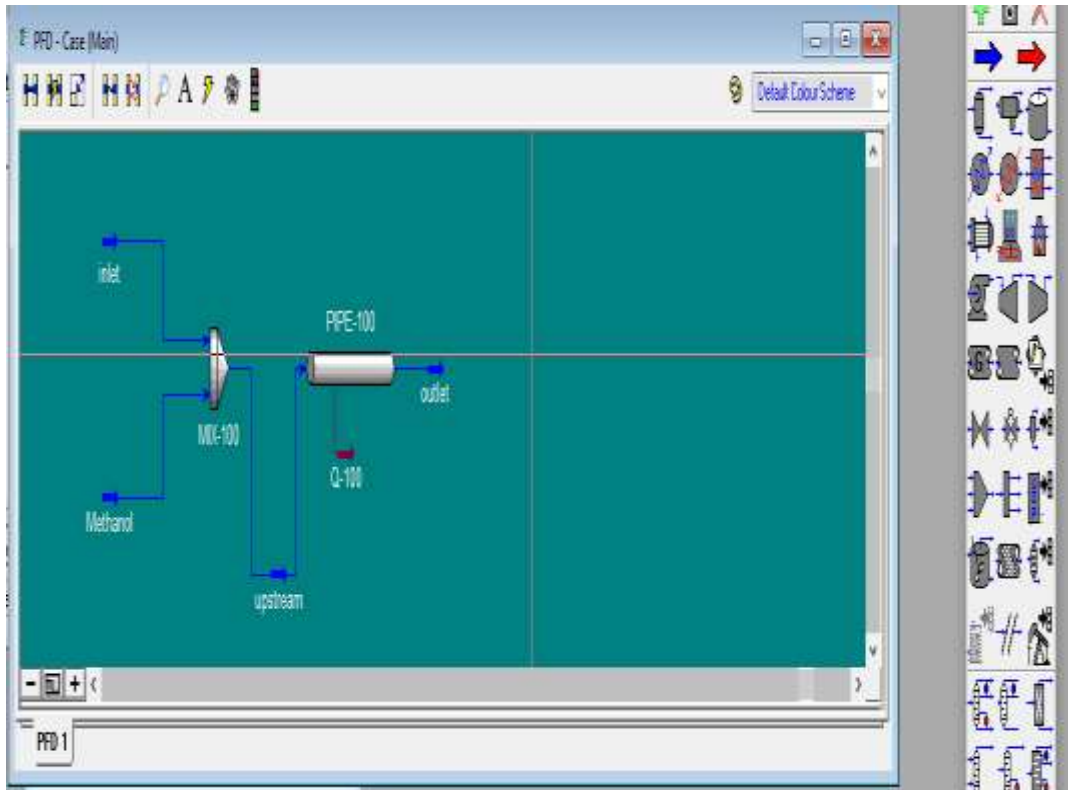 PFD - Case (Main)
A
Default Colour Scheme
inlet
PIPE-100
outlet
MIX-100
Q-100
Methanol
upstream
PFD 1